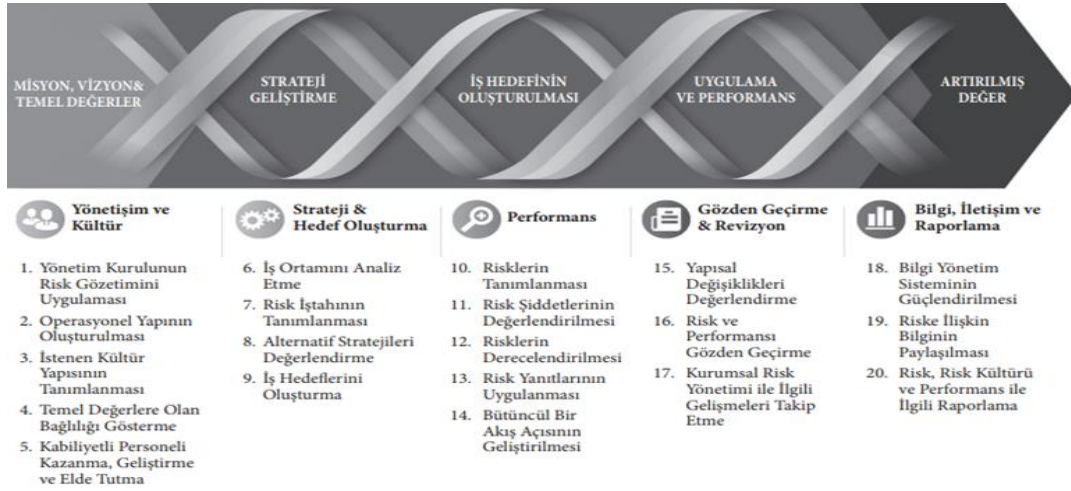 MİSYON, VİZYON&
TEMEL DEĞERLER
STRATEJİ
GELİŞTİRME
İŞ HEDEFİNİN
OLUŞTURULMASI
UYGULAMA
VE PERFORMANS
ARTIRILMIŞ
DEĞER
Yönetişim ve
Kültür
1. Yönetim Kurulunun
Risk Gözetimini
Uygulaması
2. Operasyonel Yapının
Oluşturulması
3. İstenen Kültür
Yapısının
Tanımlanması
4. Temel Değerlere Olan
Bağlılığı Gösterme
5. Kabiliyetli Personeli
Kazanma, Geliştirme
ve Elde Tutma
Strateji &
Hedef Oluşturma
6. İş Ortamını Analiz
Etme
7. Risk İştahının
Tanımlanması
8. Alternatif Stratejileri
Değerlendirme
9. İş Hedeflerini
Oluşturma
Performans
10. Risklerin
Tanımlanması
11. Risk Şiddetlerinin
Değerlendirilmesi
12. Risklerin
Derecelendirilmesi
13. Risk Yanıtlarının
Uygulanması
14. Bütüncül Bir
Akış Açısının
Geliştirilmesi
Gözden Geçirme
& Revizyon
15. Yapısal
Değişiklikleri
Değerlendirme
16. Risk ve
Performansı
Gözden Geçirme
17. Kurumsal Risk
Yönetimi ile İlgili
Gelişmeleri Takip
Etme
Bilgi, İletişim ve
Raporlama
18. Bilgi Yönetim
Sisteminin
Güçlendirilmesi
19. Riske İlişkin
Bilginin
Paylaşılması
20. Risk, Risk Kültürü
ve Performans ile
İlgili Raporlama